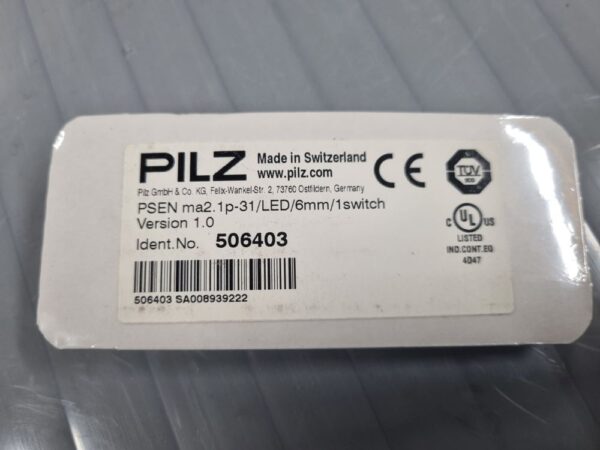 PILZ
Made in Switzerland
www.pilz.com
CE
TÜV
Pilz GmbH & Co. KG, Felix-Wankel-Str. 2, 73760 Ostfildern, Germany
PSEN ma2.1p-31/LED/6mm/1switch
Version 1.0
Ident.No. 506403
506403 SA008939222
C UL US
LISTED
IND.CONT.EQ
4D47